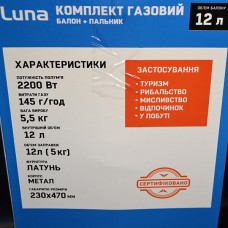 Luna
КОМПЛЕКТ ГАЗОВИЙ
БАЛОН + ПАЛЬНИК
ОБ'ЄМ БАЛОНУ
12 л
ХАРАКТЕРИСТИКИ
ПОТУЖНІСТЬ ПОЛУМ'Я
2200 Вт
ВИТРАТИ ГАЗУ
145 г/год
ВАГА ВИРОБУ
5,5 кг
ВНУТРІШНІЙ ОБ'ЄМ
12 л
ОБ'ЄМ ЗАПРАВКИ
12л (5кг)
ФУРНІТУРА
ЛАТУНЬ
КОРПУС
МЕТАЛ
ГАБАРИТНІ РОЗМІРИ
230x470 мм
ЗАСТОСУВАННЯ
• ТУРИЗМ
• РИБАЛЬСТВО
• МИСЛИВСТВО
• ВІДПОЧИНОК
• У ПОБУТІ
СЕРТИФІКОВАНО